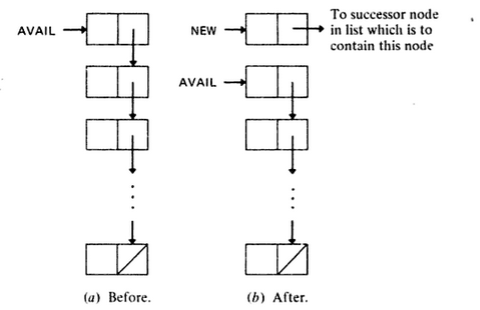 AVAIL
NEW
To successor node
in list which is to
contain this node
AVAIL
(a) Before.
(b) After.